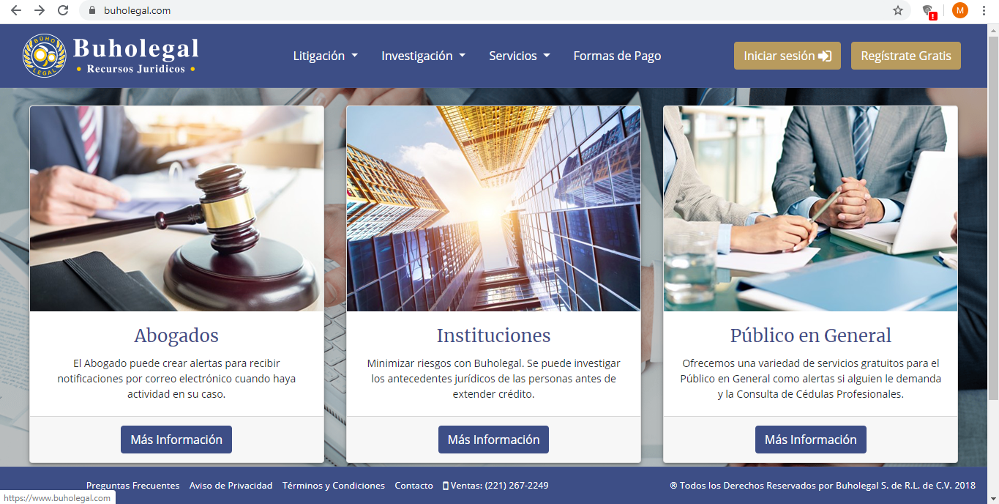 buholegal.com
M
BÚHO
LEGAL
Buholegal
• Recursos Jurídicos •
Litigación
Investigación
Servicios
Formas de Pago
Iniciar sesión
Regístrate Gratis
Abogados
El Abogado puede crear alertas para recibir
notificaciones por correo electrónico cuando haya
actividad en su caso.
Más Información
Instituciones
Minimizar riesgos con Buholegal. Se puede investigar
los antecedentes jurídicos de las personas antes de
extender crédito.
Más Información
Público en General
Ofrecemos una variedad de servicios gratuitos para el
Público en General como alertas si alguien le demanda
y la Consulta de Cédulas Profesionales.
Más Información
Preguntas Frecuentes Aviso de Privacidad Términos y Condiciones Contacto Ventas: (221) 267-2249
® Todos los Derechos Reservados por Buholegal S. de R.L. de C.V. 2018
https://www.buholegal.com